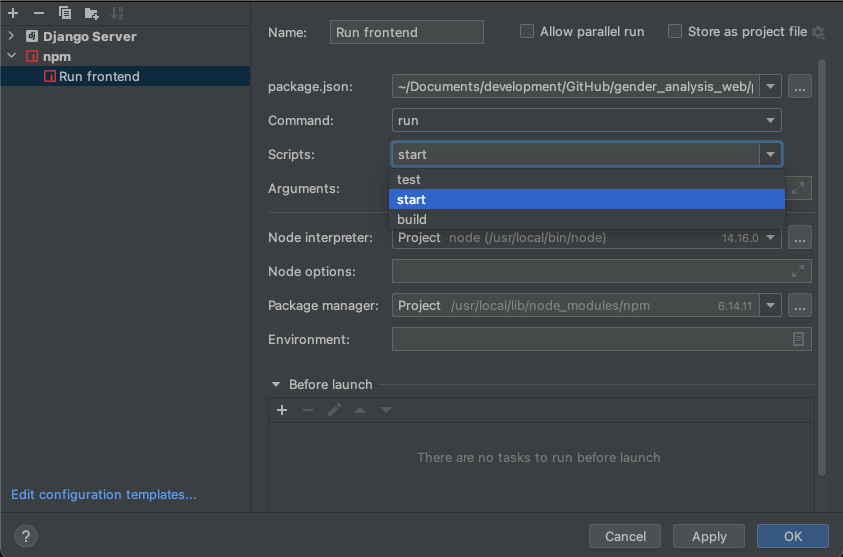 Django Server
npm
Run frontend
Edit configuration templates...
Name: Run frontend Allow parallel run Store as project file
package.json: ~/Documents/development/GitHub/gender_analysis_web/ ...
Command: run
Scripts: start
test
start
build
Arguments:
Node interpreter: Project node (/usr/local/bin/node) 14.16.0 ...
Node options:
Package manager: Project /usr/local/lib/node_modules/npm 6.14.11 ...
Environment:
Before launch
There are no tasks to run before launch
? Cancel Apply OK